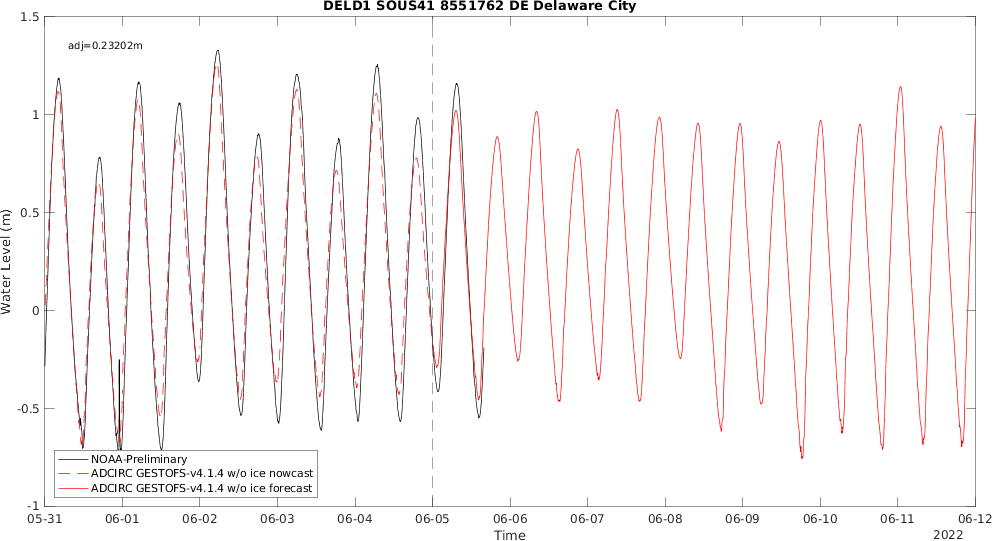 DELD1 SOUS41 8551762 DE Delaware City
adj=0.23202m
1.5
1
0.5
0
-0.5
-1
Water Level (m)
NOAA-Preliminary
ADCIRC GESTOFS-v4.1.4 w/o ice nowcast
ADCIRC GESTOFS-v4.1.4 w/o ice forecast
05-31 06-01 06-02 06-03 06-04 06-05 06-06 06-07 06-08 06-09 06-10 06-11 06-12
Time
2022